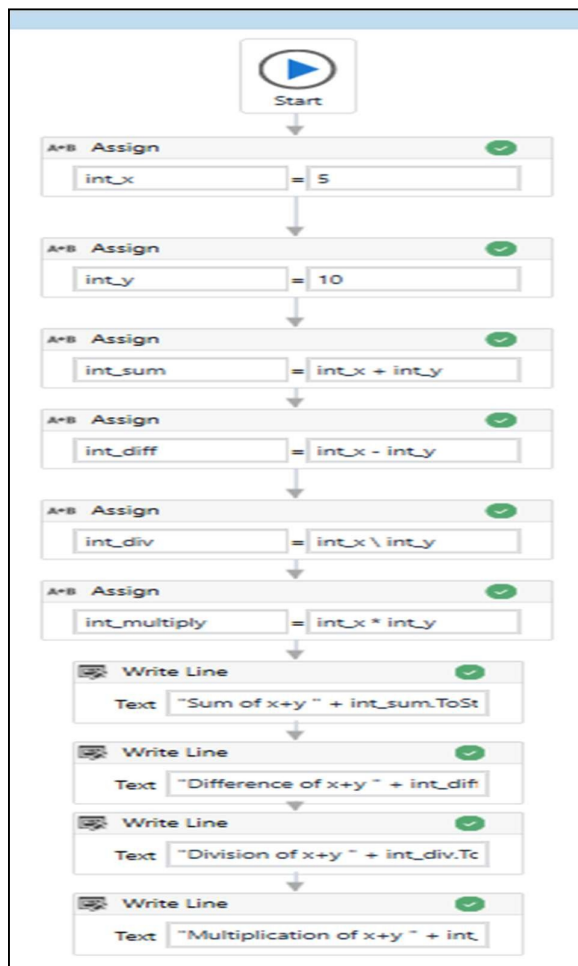 Start
A+B Assign
int_x = 5
A+B Assign
int_y = 10
A+B Assign
int_sum = int_x + int_y
A+B Assign
int_diff = int_x - int_y
A+B Assign
int_div = int_x \ int_y
A+B Assign
int_multiply = int_x * int_y
Write Line
Text "Sum of x+y " + int_sum.ToSt
Write Line
Text "Difference of x+y " + int_dif
Write Line
Text "Division of x+y " + int_div.To
Write Line
Text "Multiplication of x+y " + int_